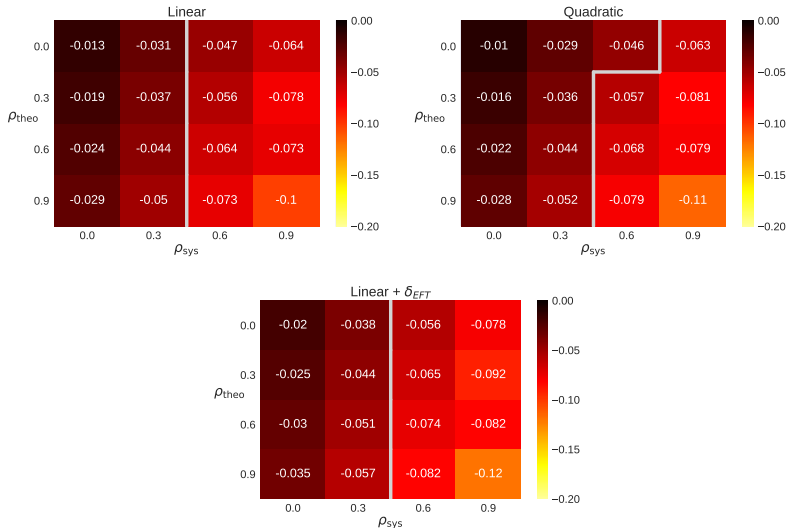 Linear
0.0 -0.013 -0.031 -0.047 -0.064
0.3 -0.019 -0.037 -0.056 -0.078
ρtheo
0.6 -0.024 -0.044 -0.064 -0.073
0.9 -0.029 -0.05 -0.073 -0.1
0.0 0.3 0.6 0.9
ρsys
0.00
−0.05
−0.10
−0.15
−0.20
Quadratic
0.0 -0.01 -0.029 -0.046 -0.063
0.3 -0.016 -0.036 -0.057 -0.081
ρtheo
0.6 -0.022 -0.044 -0.068 -0.079
0.9 -0.028 -0.052 -0.079 -0.11
0.0 0.3 0.6 0.9
ρsys
0.00
−0.05
−0.10
−0.15
−0.20
Linear + δEFT
0.0 -0.02 -0.038 -0.056 -0.078
0.3 -0.025 -0.044 -0.065 -0.092
ρtheo
0.6 -0.03 -0.051 -0.074 -0.082
0.9 -0.035 -0.057 -0.082 -0.12
0.0 0.3 0.6 0.9
ρsys
0.00
−0.05
−0.10
−0.15
−0.20